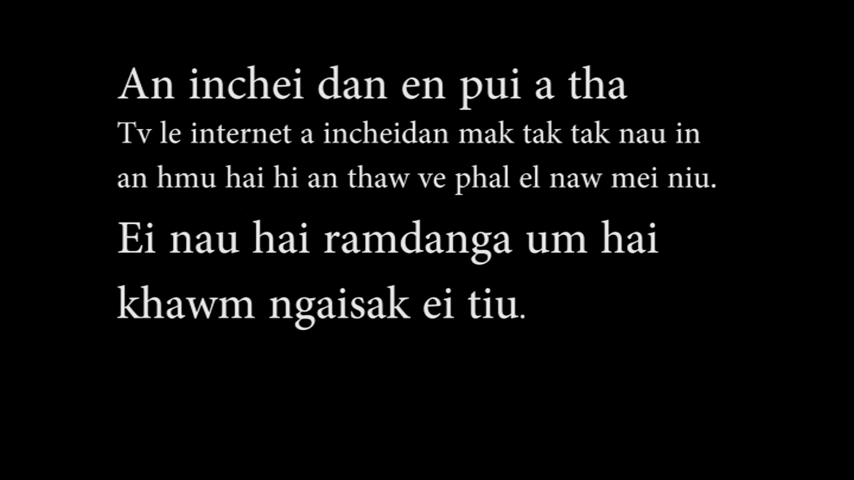 An inchei dan en pui a tha
Tv le internet a incheidan mak tak tak nau in
an hmu hai hi an thaw ve phal el naw mei niu.
Ei nau hai ramdanga um hai
khawm ngaisak ei tiu.